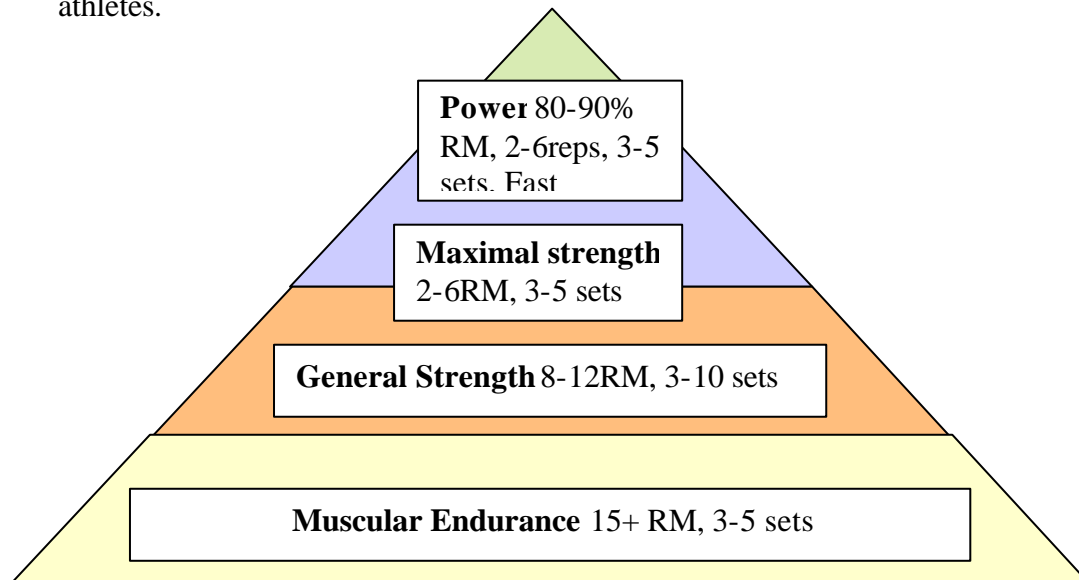 athletes.
Power 80-90%
RM, 2-6reps, 3-5
sets. Fast
Maximal strength
2-6RM, 3-5 sets
General Strength 8-12RM, 3-10 sets
Muscular Endurance 15+ RM, 3-5 sets